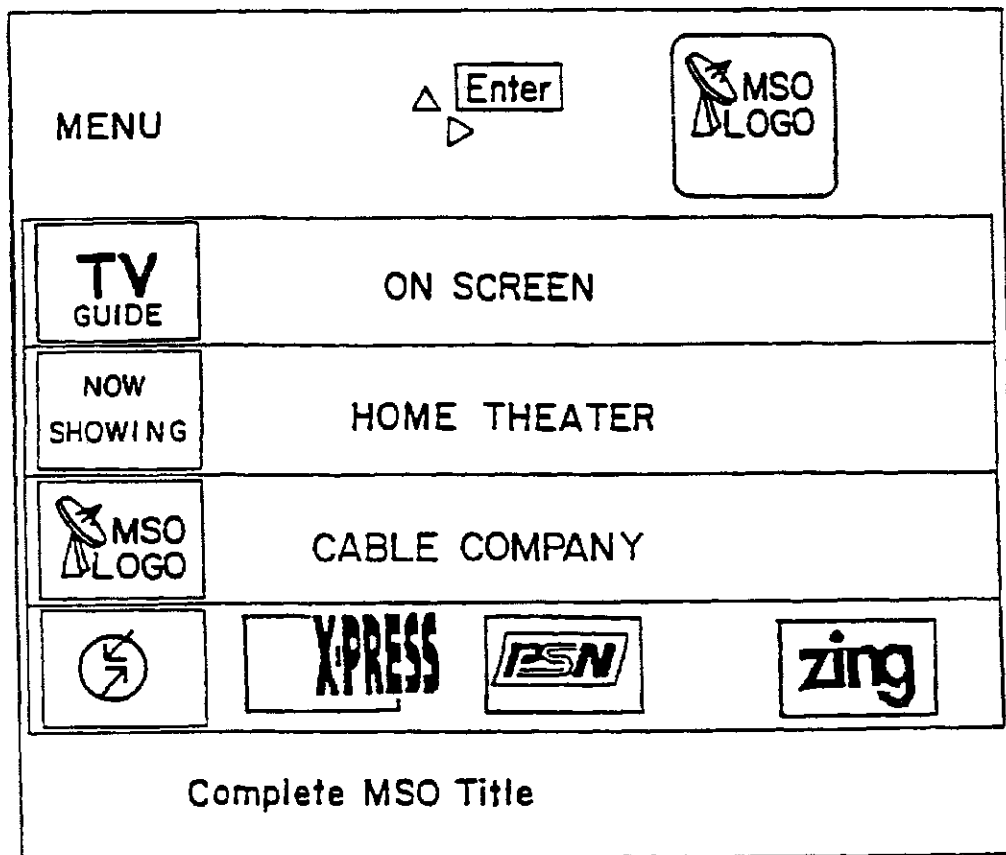 MENU
Enter
MSO
LOGO
TV
GUIDE
ON SCREEN
NOW
SHOWING
HOME THEATER
MSO
LOGO
CABLE COMPANY
X•PRESS
PSN
zing
Complete MSO Title